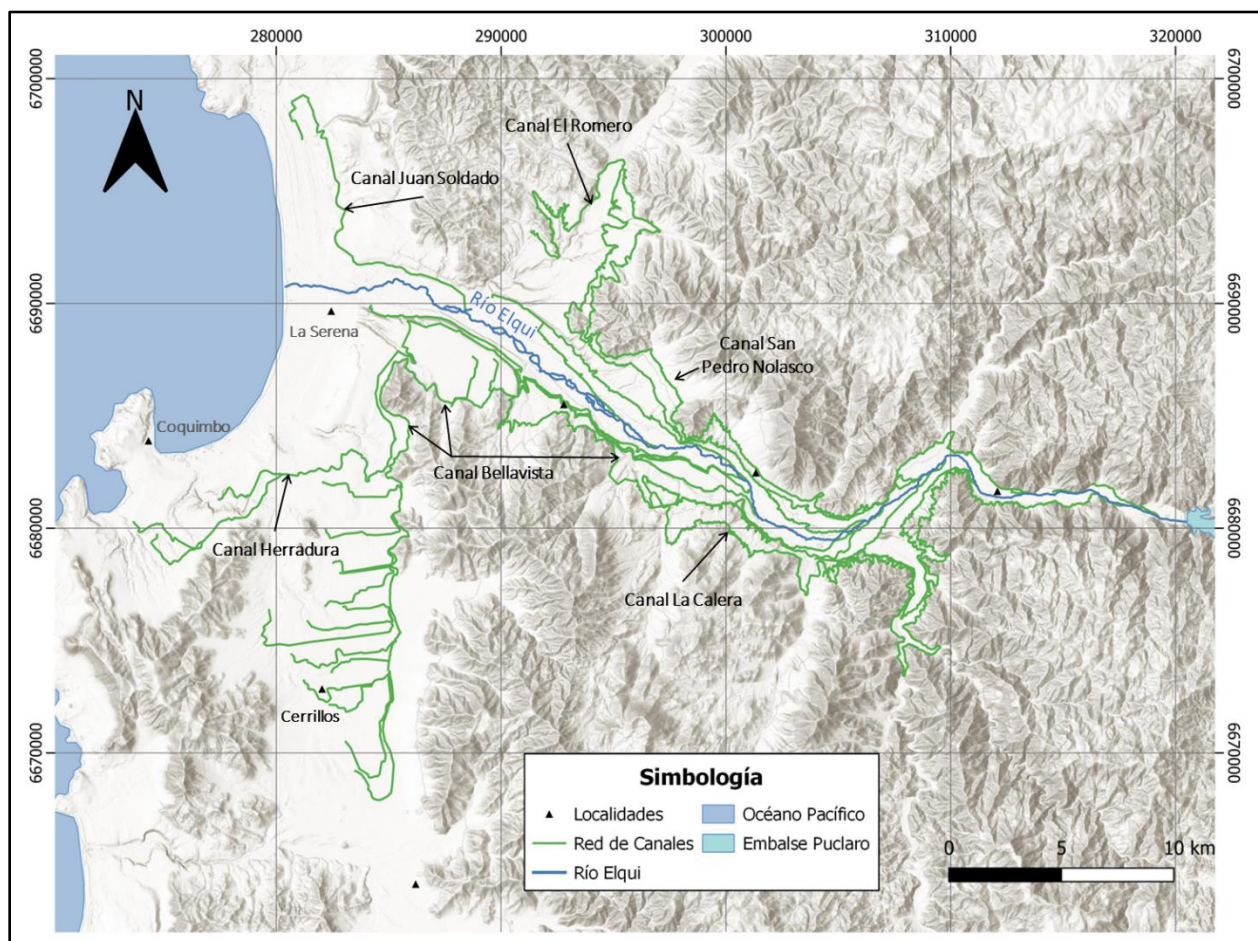 280000 290000 300000 310000 320000
6700000
6700000
N
Canal El Romero
Canal Juan Soldado
6690000
6690000
Río Elqui
La Serena
Canal San
Pedro Nolasco
Coquimbo
Canal Bellavista
6680000
6680000
Canal Herradura
Canal La Calera
Cerrillos
6670000
6670000
Simbología
Localidades
Red de Canales
Río Elqui
Océano Pacífico
Embalse Puclaro
0 5 10 km